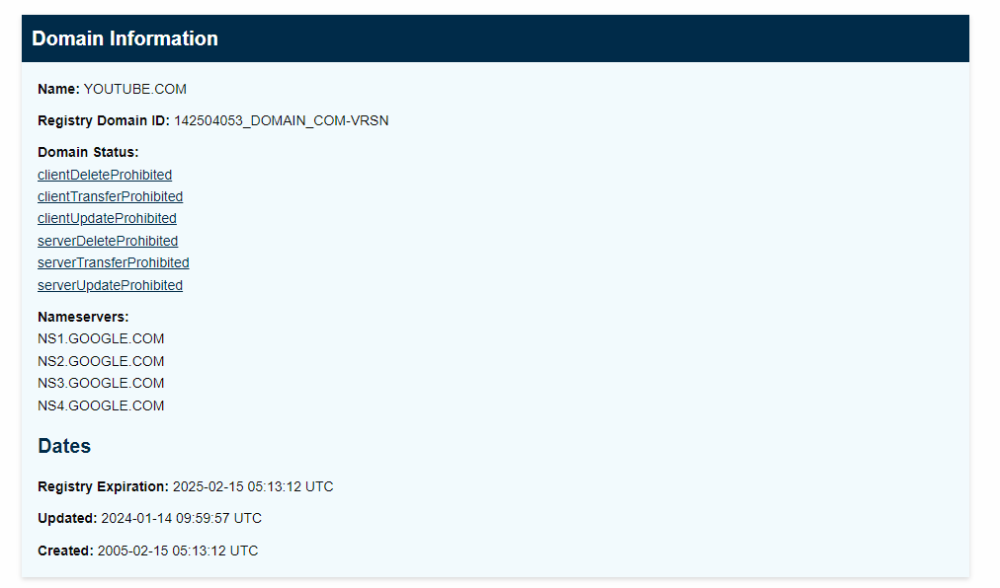 Domain Information
Name: YOUTUBE.COM
Registry Domain ID: 142504053_DOMAIN_COM-VRSN
Domain Status:
clientDeleteProhibited
clientTransferProhibited
clientUpdateProhibited
serverDeleteProhibited
serverTransferProhibited
serverUpdateProhibited
Nameservers:
NS1.GOOGLE.COM
NS2.GOOGLE.COM
NS3.GOOGLE.COM
NS4.GOOGLE.COM
Dates
Registry Expiration: 2025-02-15 05:13:12 UTC
Updated: 2024-01-14 09:59:57 UTC
Created: 2005-02-15 05:13:12 UTC